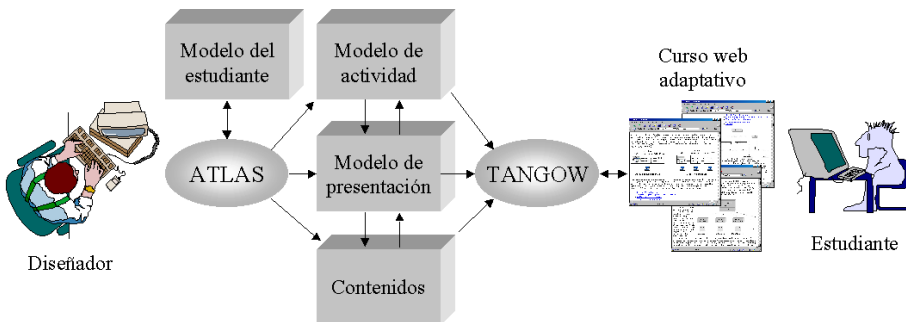 Modelo del
estudiante
Modelo de
actividad
Curso web
adaptativo
ATLAS
Modelo de
presentación
TANGOW
Diseñador
Contenidos
Estudiante